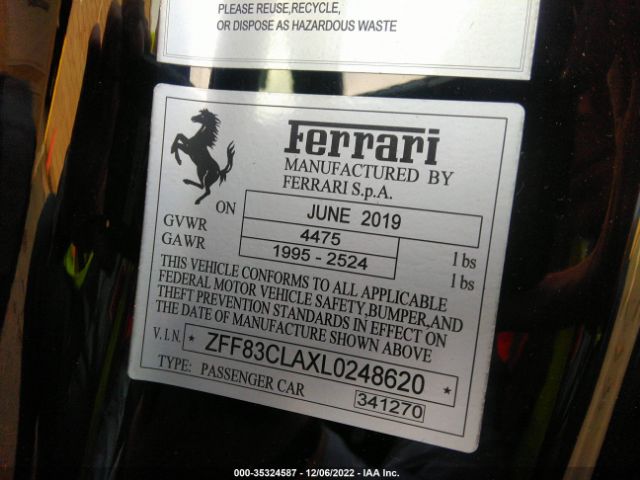 PLEASE REUSE,RECYCLE,
OR DISPOSE AS HAZARDOUS WASTE
Ferrari
MANUFACTURED BY
FERRARI S.p.A.
ON JUNE 2019
GVWR 4475 lbs
GAWR 1995 - 2524 lbs
THIS VEHICLE CONFORMS TO ALL APPLICABLE
FEDERAL MOTOR VEHICLE SAFETY,BUMPER,AND
THEFT PREVENTION STANDARDS IN EFFECT ON
THE DATE OF MANUFACTURE SHOWN ABOVE
V.I.N. * ZFF83CLAXL0248620 *
TYPE: PASSENGER CAR 341270
000-35324587 - 12/06/2022 - IAA Inc.